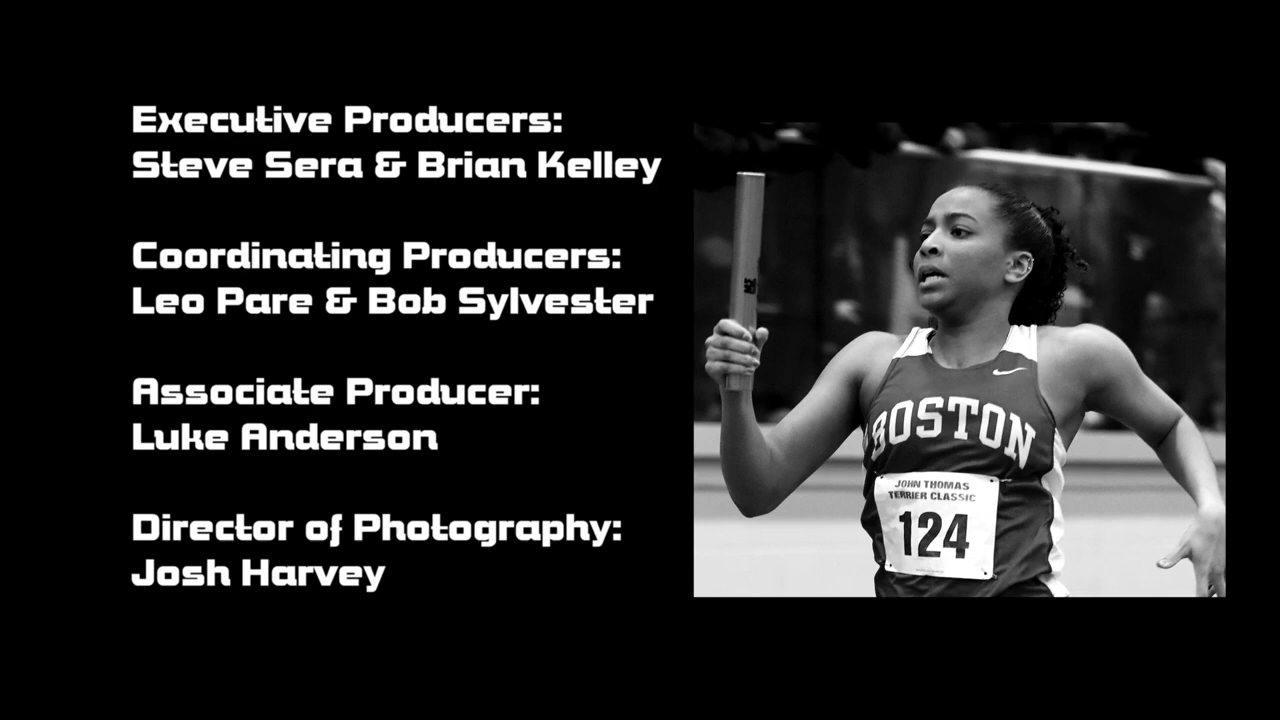 Executive Producers:
Steve Sera & Brian Kelley
Coordinating Producers:
Leo Pare & Bob Sylvester
Associate Producer:
Luke Anderson
Director of Photography:
Josh Harvey
BOSTON
JOHN THOMAS
TERRIER CLASSIC
124